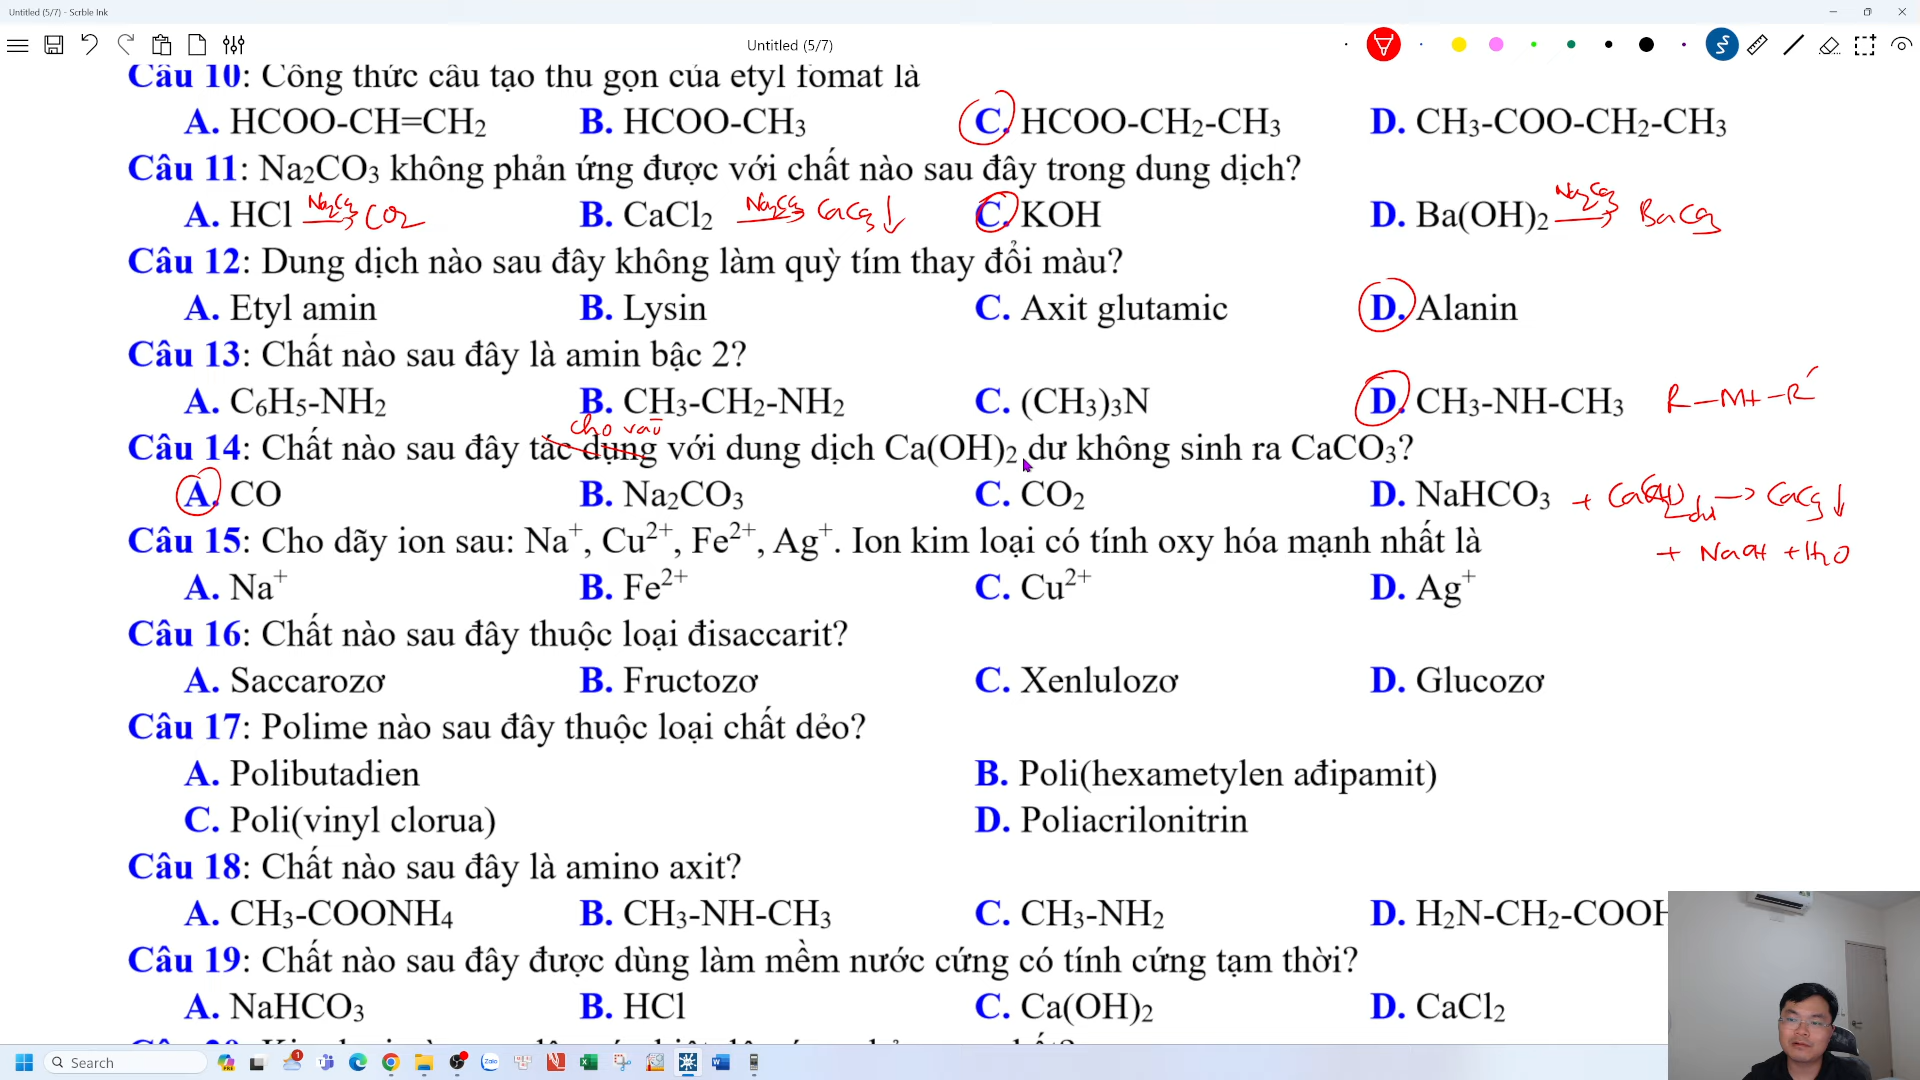 Untitled (5/7) - Scrble Ink
Untitled (5/7)
Câu 10: Công thức cấu tạo thu gọn của etyl fomat là
A. HCOO-CH=CH2 B. HCOO-CH3 C. HCOO-CH2-CH3 D. CH3-COO-CH2-CH3
Câu 11: Na2CO3 không phản ứng được với chất nào sau đây trong dung dịch?
Na2CO3 Na2CO3 Na2CO3
A. HCl → CO2 B. CaCl2 → CaCO3 ↓ C. KOH D. Ba(OH)2 → BaCO3
Câu 12: Dung dịch nào sau đây không làm quỳ tím thay đổi màu?
A. Etyl amin B. Lysin C. Axit glutamic D. Alanin
Câu 13: Chất nào sau đây là amin bậc 2?
A. C6H5-NH2 B. CH3-CH2-NH2 C. (CH3)3N D. CH3-NH-CH3 R-NH-R'
cho vào
Câu 14: Chất nào sau đây tác dụng với dung dịch Ca(OH)2 dư không sinh ra CaCO3?
A. CO B. Na2CO3 C. CO2 D. NaHCO3 + Ca(OH)2 dư → CaCO3 ↓
+ NaOH + H2O
Câu 15: Cho dãy ion sau: Na+, Cu2+, Fe2+, Ag+. Ion kim loại có tính oxy hóa mạnh nhất là
A. Na+ B. Fe2+ C. Cu2+ D. Ag+
Câu 16: Chất nào sau đây thuộc loại đisaccarit?
A. Saccarozơ B. Fructozơ C. Xenlulozơ D. Glucozơ
Câu 17: Polime nào sau đây thuộc loại chất dẻo?
A. Polibutadien B. Poli(hexametylen ađipamit)
C. Poli(vinyl clorua) D. Poliacrilonitrin
Câu 18: Chất nào sau đây là amino axit?
A. CH3-COONH4 B. CH3-NH-CH3 C. CH3-NH2 D. H2N-CH2-COOH
Câu 19: Chất nào sau đây được dùng làm mềm nước cứng có tính cứng tạm thời?
A. NaHCO3 B. HCl C. Ca(OH)2 D. CaCl2
Search